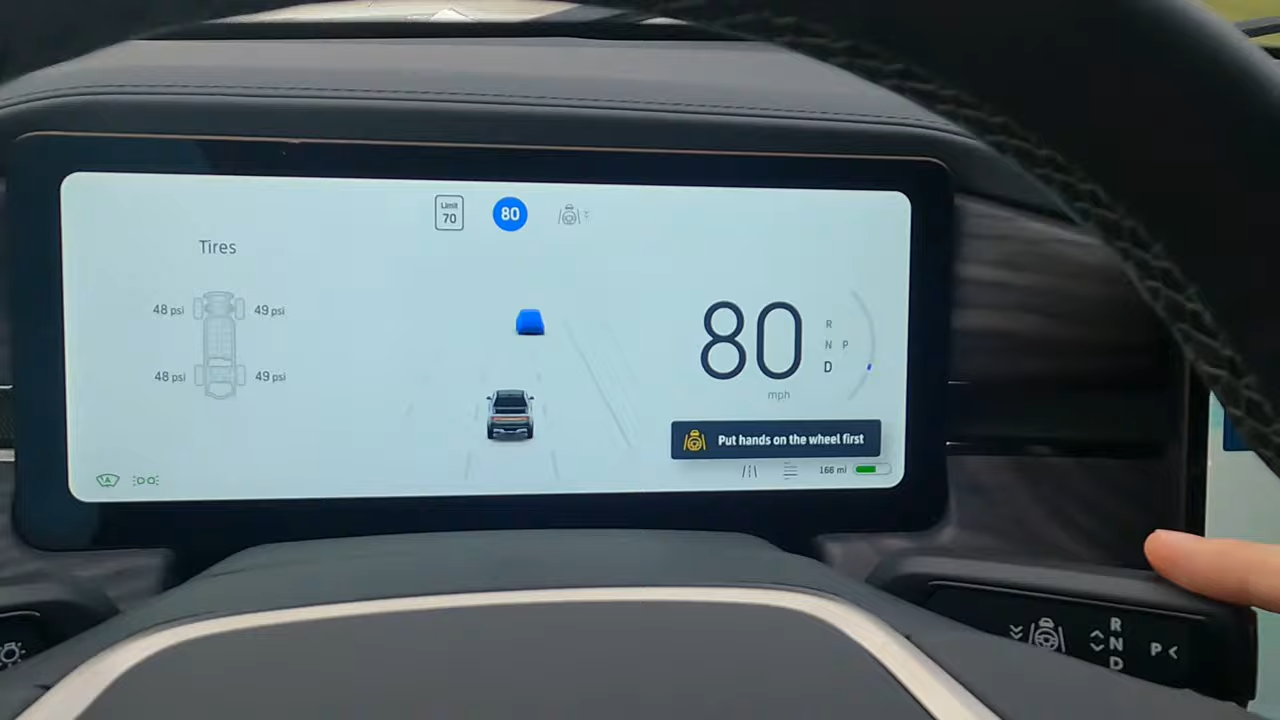 Limit
70
80
Tires
48 psi
49 psi
48 psi
49 psi
80
mph
R
N P
D
Put hands on the wheel first
166 mi
A
R
N
D
P